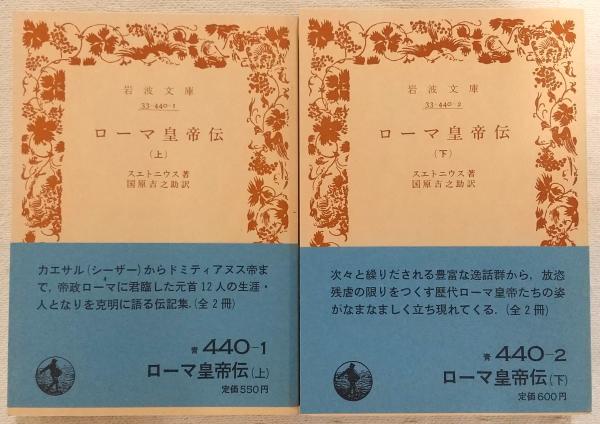 岩波文庫
33-440-1
ローマ皇帝伝
(上)
スエトニウス著
国原吉之助訳
カエサル(シーザー)からドミティアヌス帝ま
で, 帝政ローマに君臨した元首12人の生涯・
人となりを克明に語る伝記集.(全2冊)
青 440-1
ローマ皇帝伝(上)
定価550円
岩波文庫
33-440-2
ローマ皇帝伝
(下)
スエトニウス著
国原吉之助訳
次々と繰りだされる豊富な逸話群から, 放恣
残虐の限りをつくす歴代ローマ皇帝たちの姿
がなまなましく立ち現れてくる.(全2冊)
青 440-2
ローマ皇帝伝(下)
定価600円